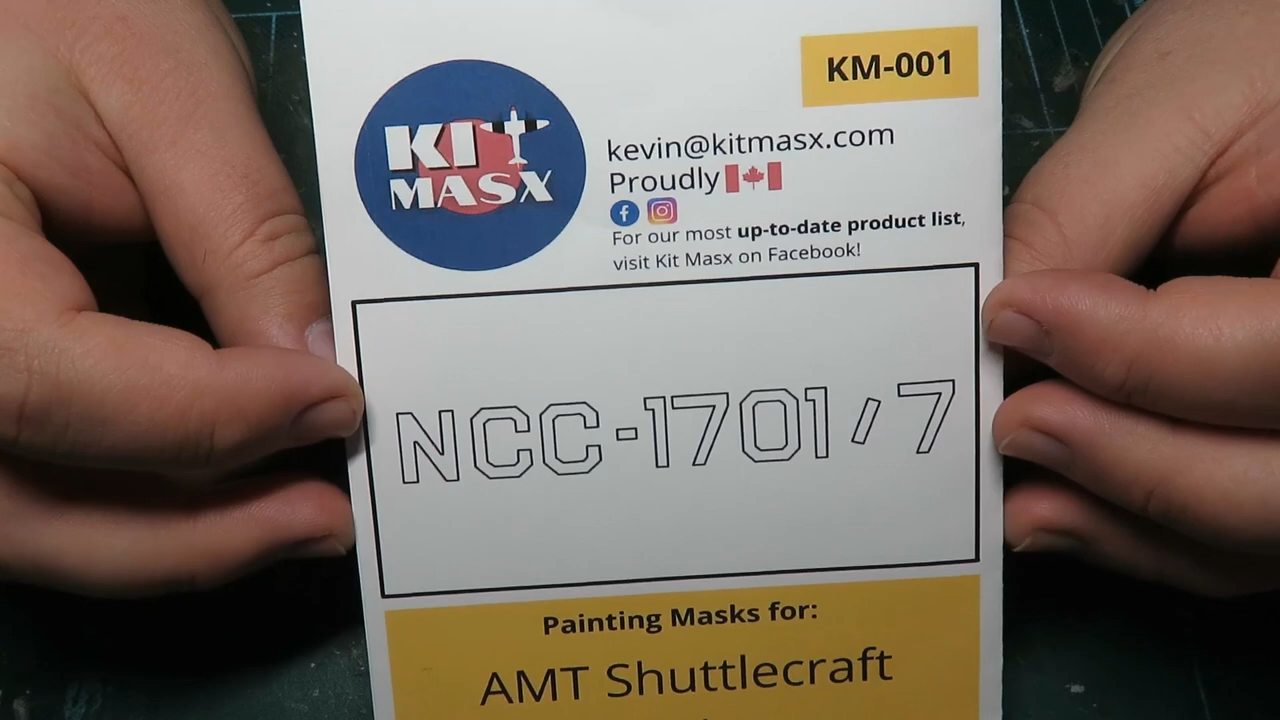 KM-001
KIT
MASX
kevin@kitmasx.com
Proudly
For our most up-to-date product list,
visit Kit Masx on Facebook!
NCC-1701/7
Painting Masks for:
AMT Shuttlecraft